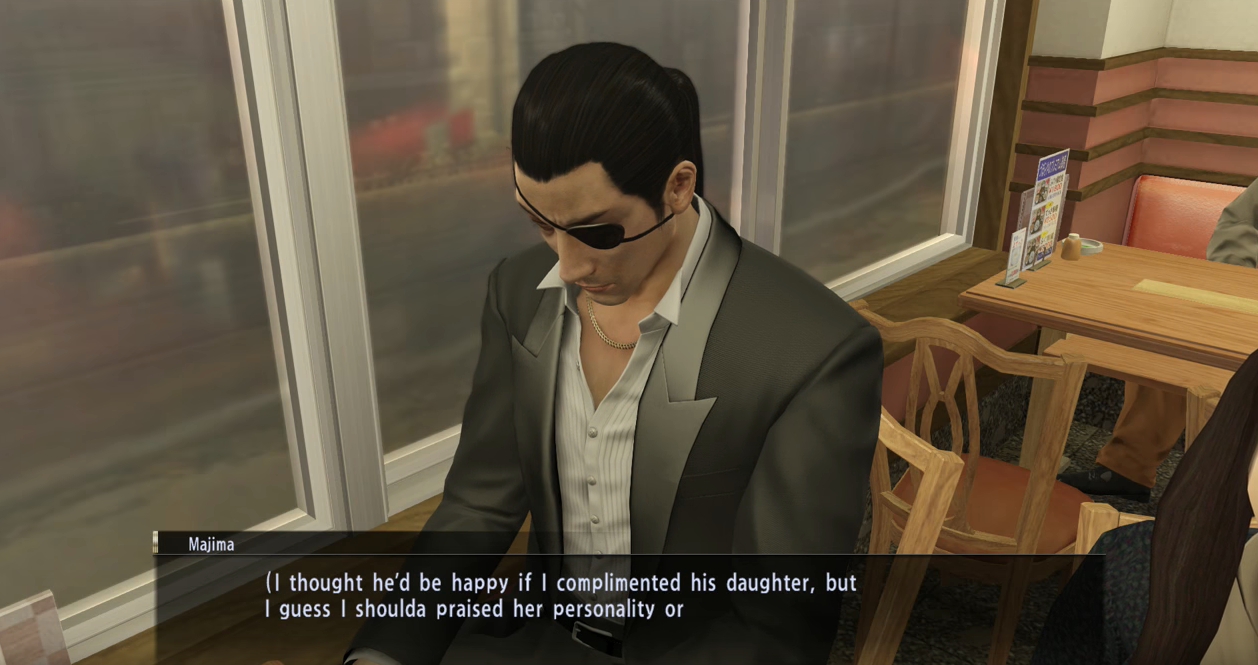 Majima
(I thought he'd be happy if I complimented his daughter, but
I guess I shoulda praised her personality or